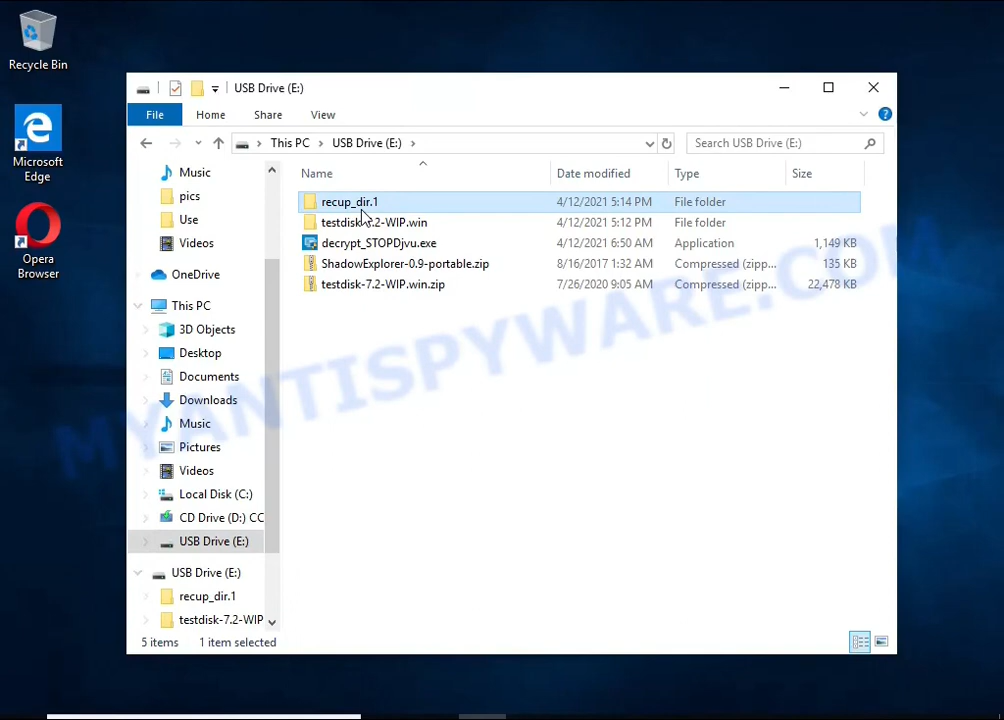 Recycle Bin
Microsoft
Edge
Opera
Browser
USB Drive (E:)
File Home Share View
This PC USB Drive (E:)
Search USB Drive (E:)
Name Date modified Type Size
recup_dir.1 4/12/2021 5:14 PM File folder
testdisk-7.2-WIP.win 4/12/2021 5:12 PM File folder
decrypt_STOPDjvu.exe 4/12/2021 6:50 AM Application 1,149 KB
ShadowExplorer-0.9-portable.zip 8/16/2017 1:32 AM Compressed (zipp... 135 KB
testdisk-7.2-WIP.win.zip 7/26/2020 9:05 AM Compressed (zipp... 22,478 KB
Music
pics
Use
Videos
OneDrive
This PC
3D Objects
Desktop
Documents
Downloads
Music
Pictures
Videos
Local Disk (C:)
CD Drive (D:) CC
USB Drive (E:)
USB Drive (E:)
recup_dir.1
testdisk-7.2-WIP
5 items 1 item selected
MYANTISPYWARE.COM